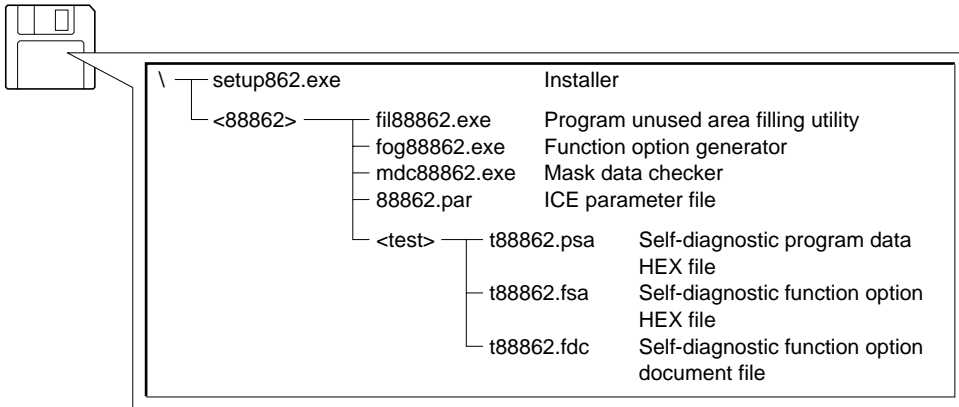 \ setup862.exe Installer
<88862> fil88862.exe Program unused area filling utility
fog88862.exe Function option generator
mdc88862.exe Mask data checker
88862.par ICE parameter file
<test> t88862.psa Self-diagnostic program data
HEX file
t88862.fsa Self-diagnostic function option
HEX file
t88862.fdc Self-diagnostic function option
document file